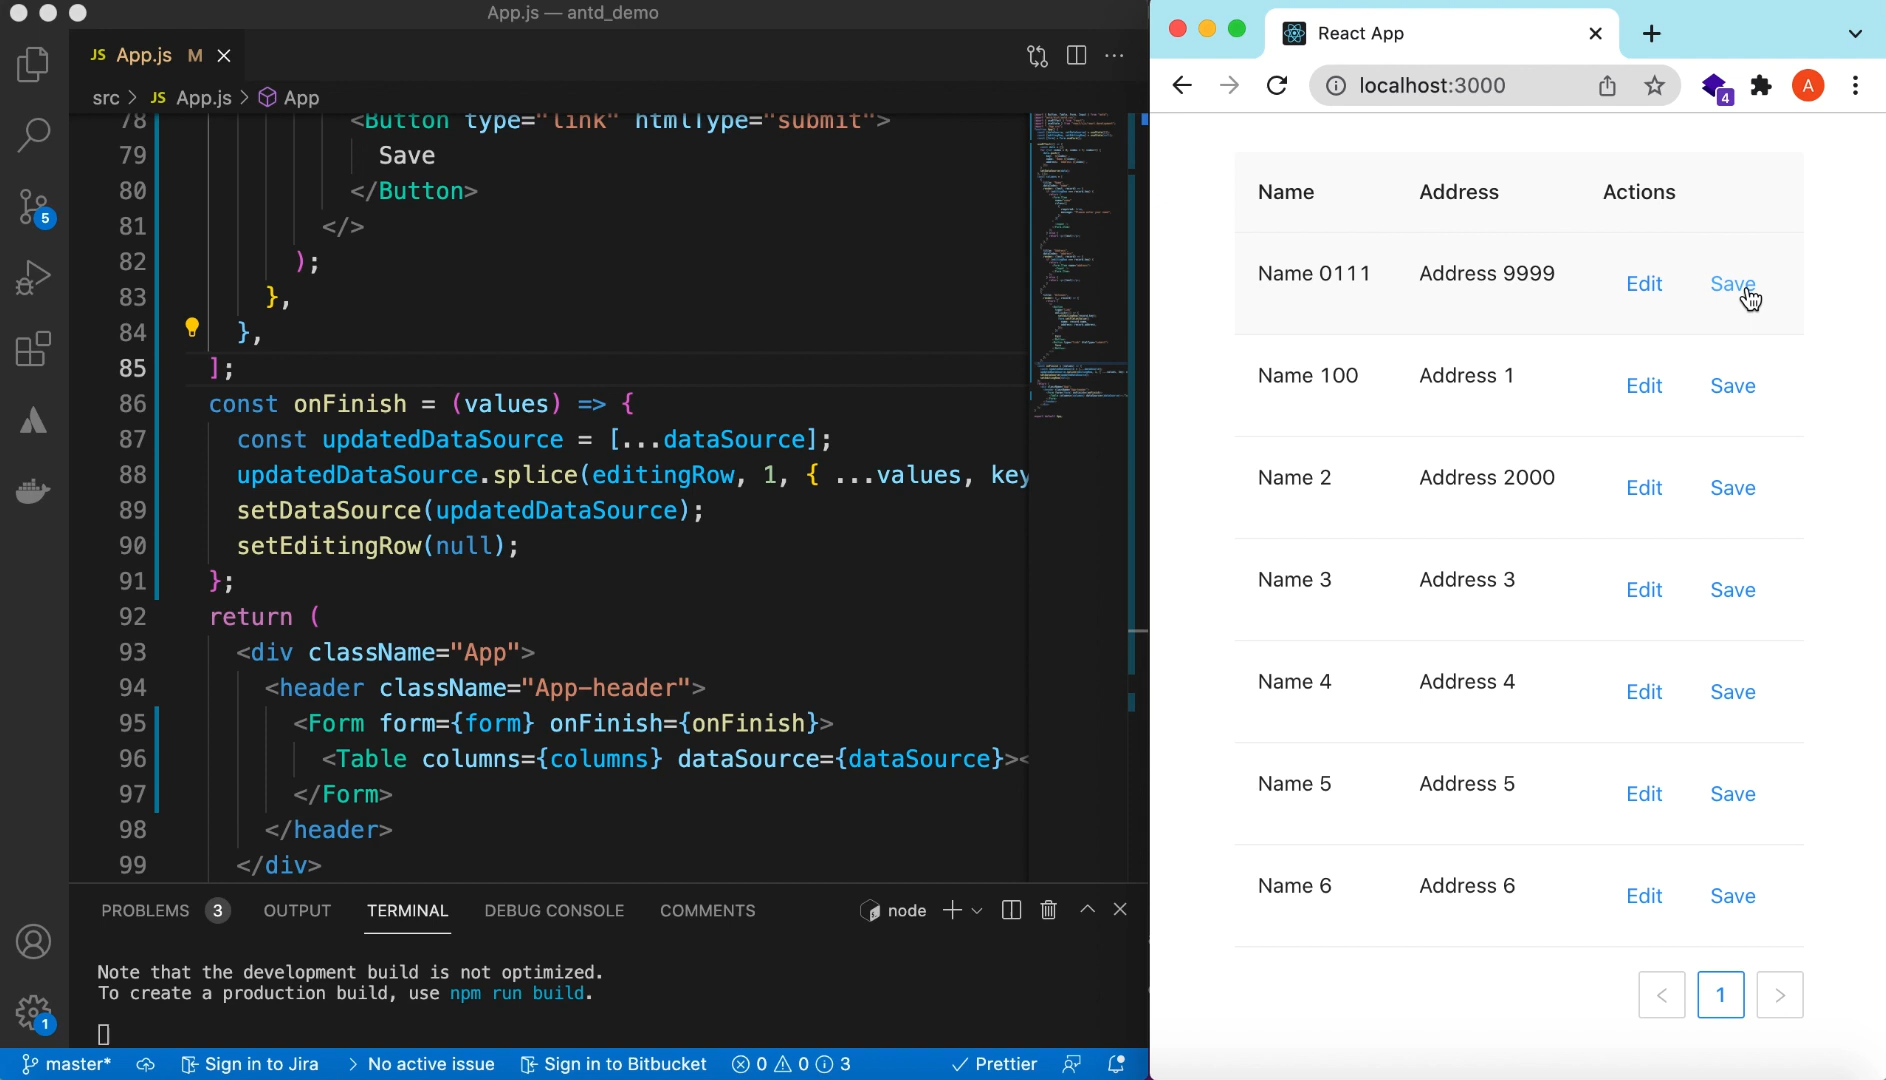 App.js — antd_demo
JS App.js M
src > JS App.js > App
78 <Button type="link" htmlType="submit">
79 Save
80 </Button>
81 </>
82 );
83 },
84 },
85 ];
86 const onFinish = (values) => {
87 const updatedDataSource = [...dataSource];
88 updatedDataSource.splice(editingRow, 1, { ...values, key
89 setDataSource(updatedDataSource);
90 setEditingRow(null);
91 };
92 return (
93 <div className="App">
94 <header className="App-header">
95 <Form form={form} onFinish={onFinish}>
96 <Table columns={columns} dataSource={dataSource}><
97 </Form>
98 </header>
99 </div>
5
1
PROBLEMS 3 OUTPUT TERMINAL DEBUG CONSOLE COMMENTS node
Note that the development build is not optimized.
To create a production build, use npm run build.
master* Sign in to Jira > No active issue Sign in to Bitbucket 0 0 3 Prettier
React App
localhost:3000 4 A
Name Address Actions
Name 0111 Address 9999 Edit Save
Name 100 Address 1 Edit Save
Name 2 Address 2000 Edit Save
Name 3 Address 3 Edit Save
Name 4 Address 4 Edit Save
Name 5 Address 5 Edit Save
Name 6 Address 6 Edit Save
< 1 >